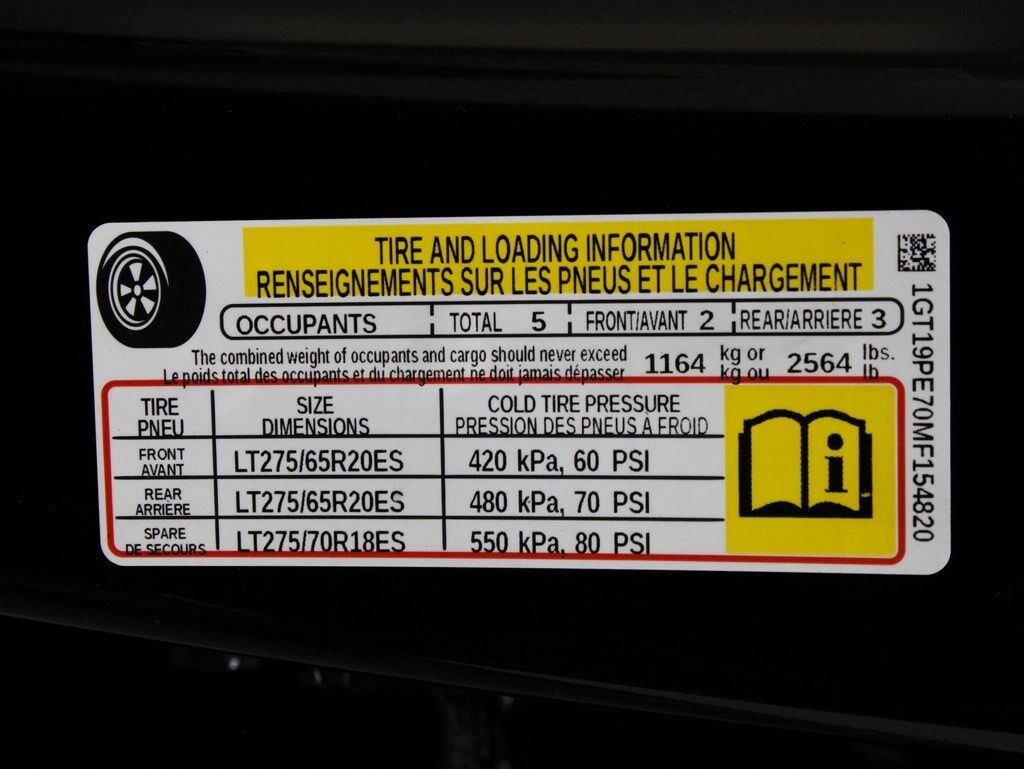 TIRE AND LOADING INFORMATION
RENSEIGNEMENTS SUR LES PNEUS ET LE CHARGEMENT
OCCUPANTS TOTAL 5 FRONT/AVANT 2 REAR/ARRIERE 3
The combined weight of occupants and cargo should never exceed 1164 kg or 2564 lbs.
Le poids total des occupants et du chargement ne doit jamais dépasser kg ou lb.
TIRE SIZE COLD TIRE PRESSURE
PNEU DIMENSIONS PRESSION DES PNEUS A FROID
FRONT
AVANT LT275/65R20ES 420 kPa, 60 PSI
REAR
ARRIÈRE LT275/65R20ES 480 kPa, 70 PSI
SPARE
DE SECOURS LT275/70R18ES 550 kPa, 80 PSI
i
1GT19PE70MF154820